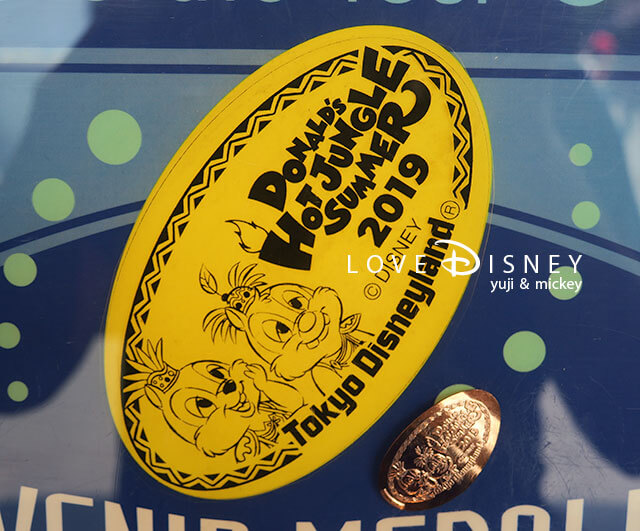 DONALD'S
HOT JUNGLE
SUMMER
2019
© DISNEY
Tokyo Disneyland®
LOVE DISNEY
yuji & mickey